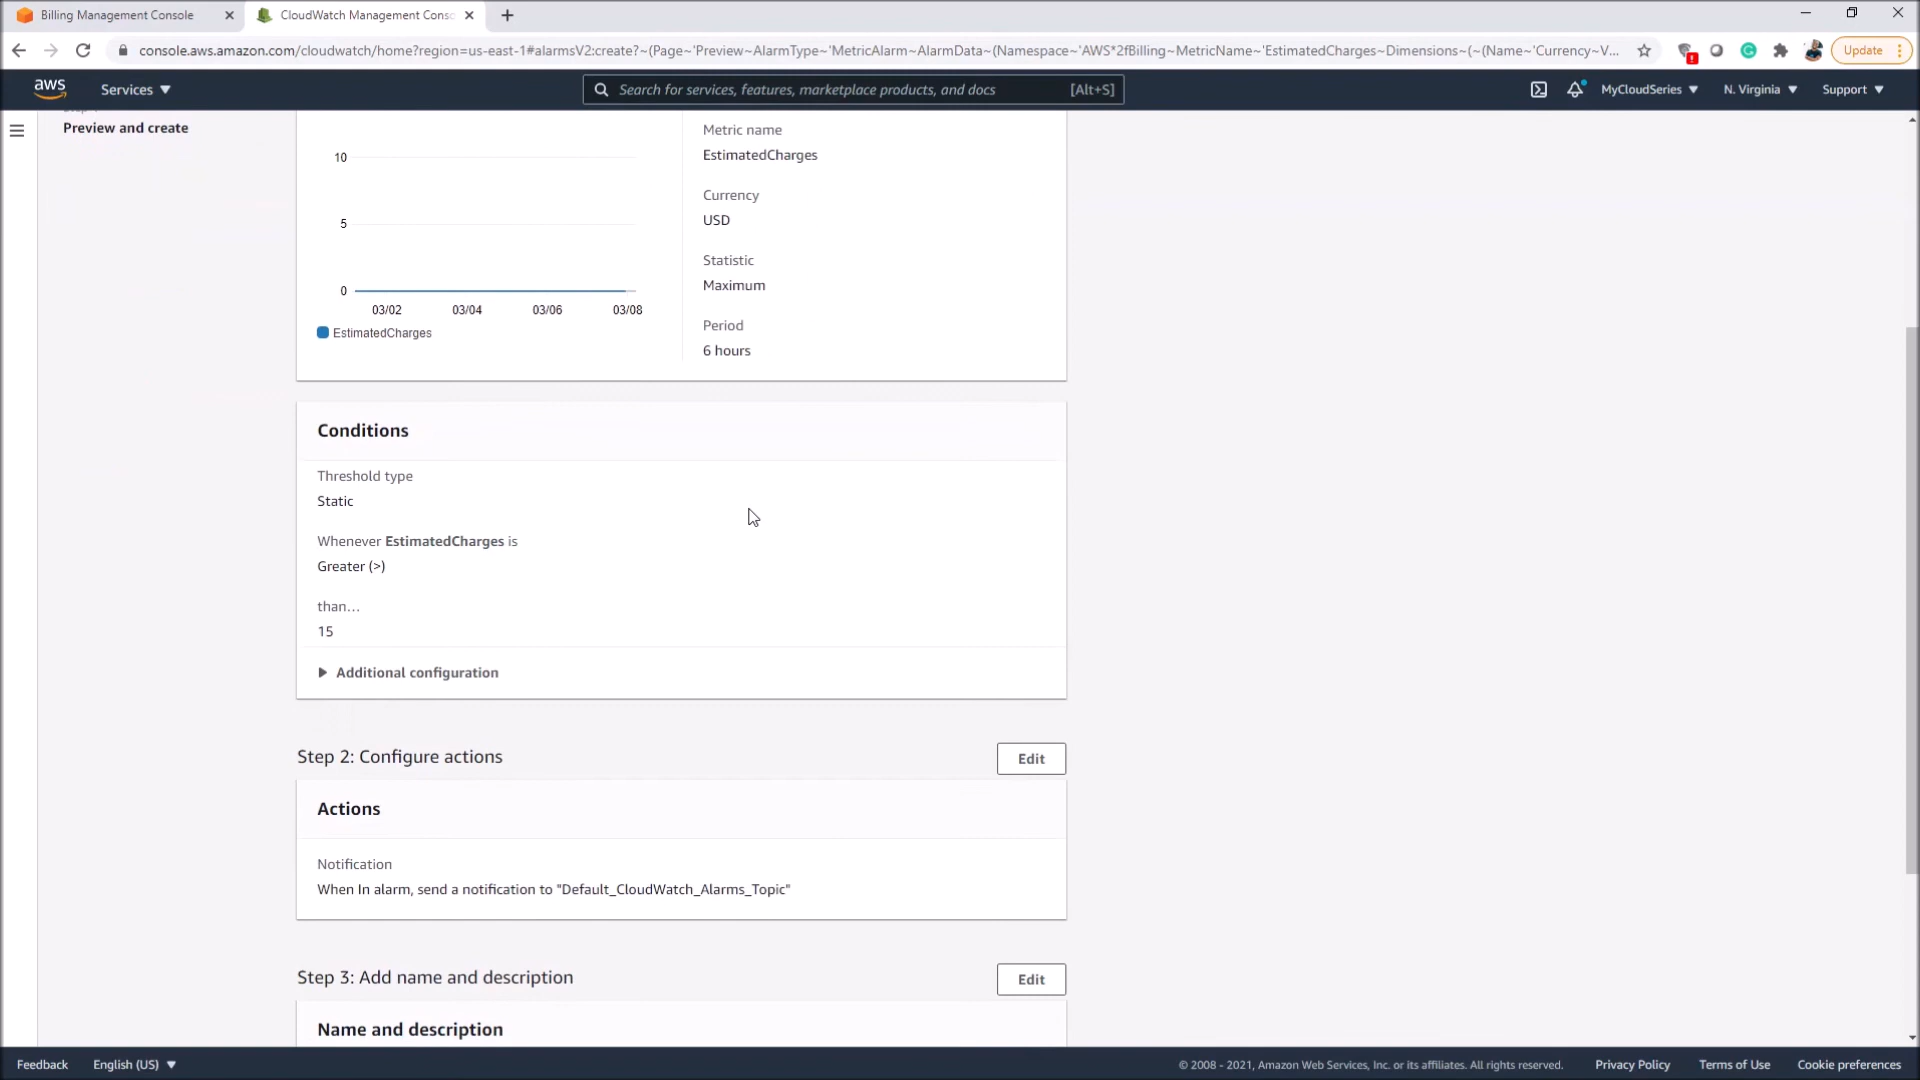 Billing Management Console
CloudWatch Management Conso
console.aws.amazon.com/cloudwatch/home?region=us-east-1#alarmsV2:create?~(Page~'Preview~AlarmType~'MetricAlarm~AlarmData~(Namespace~'AWS*2fBilling~MetricName~'EstimatedCharges~Dimensions~(~(Name~'Currency~V...
Update
aws
Services
Search for services, features, marketplace products, and docs
[Alt+S]
MyCloudSeries
N. Virginia
Support
Preview and create
10
5
0
03/02
03/04
03/06
03/08
EstimatedCharges
Metric name
EstimatedCharges
Currency
USD
Statistic
Maximum
Period
6 hours
Conditions
Threshold type
Static
Whenever EstimatedCharges is
Greater (>)
than...
15
Additional configuration
Step 2: Configure actions
Edit
Actions
Notification
When In alarm, send a notification to "Default_CloudWatch_Alarms_Topic"
Step 3: Add name and description
Edit
Name and description
Feedback
English (US)
© 2008 - 2021, Amazon Web Services, Inc. or its affiliates. All rights reserved.
Privacy Policy
Terms of Use
Cookie preferences